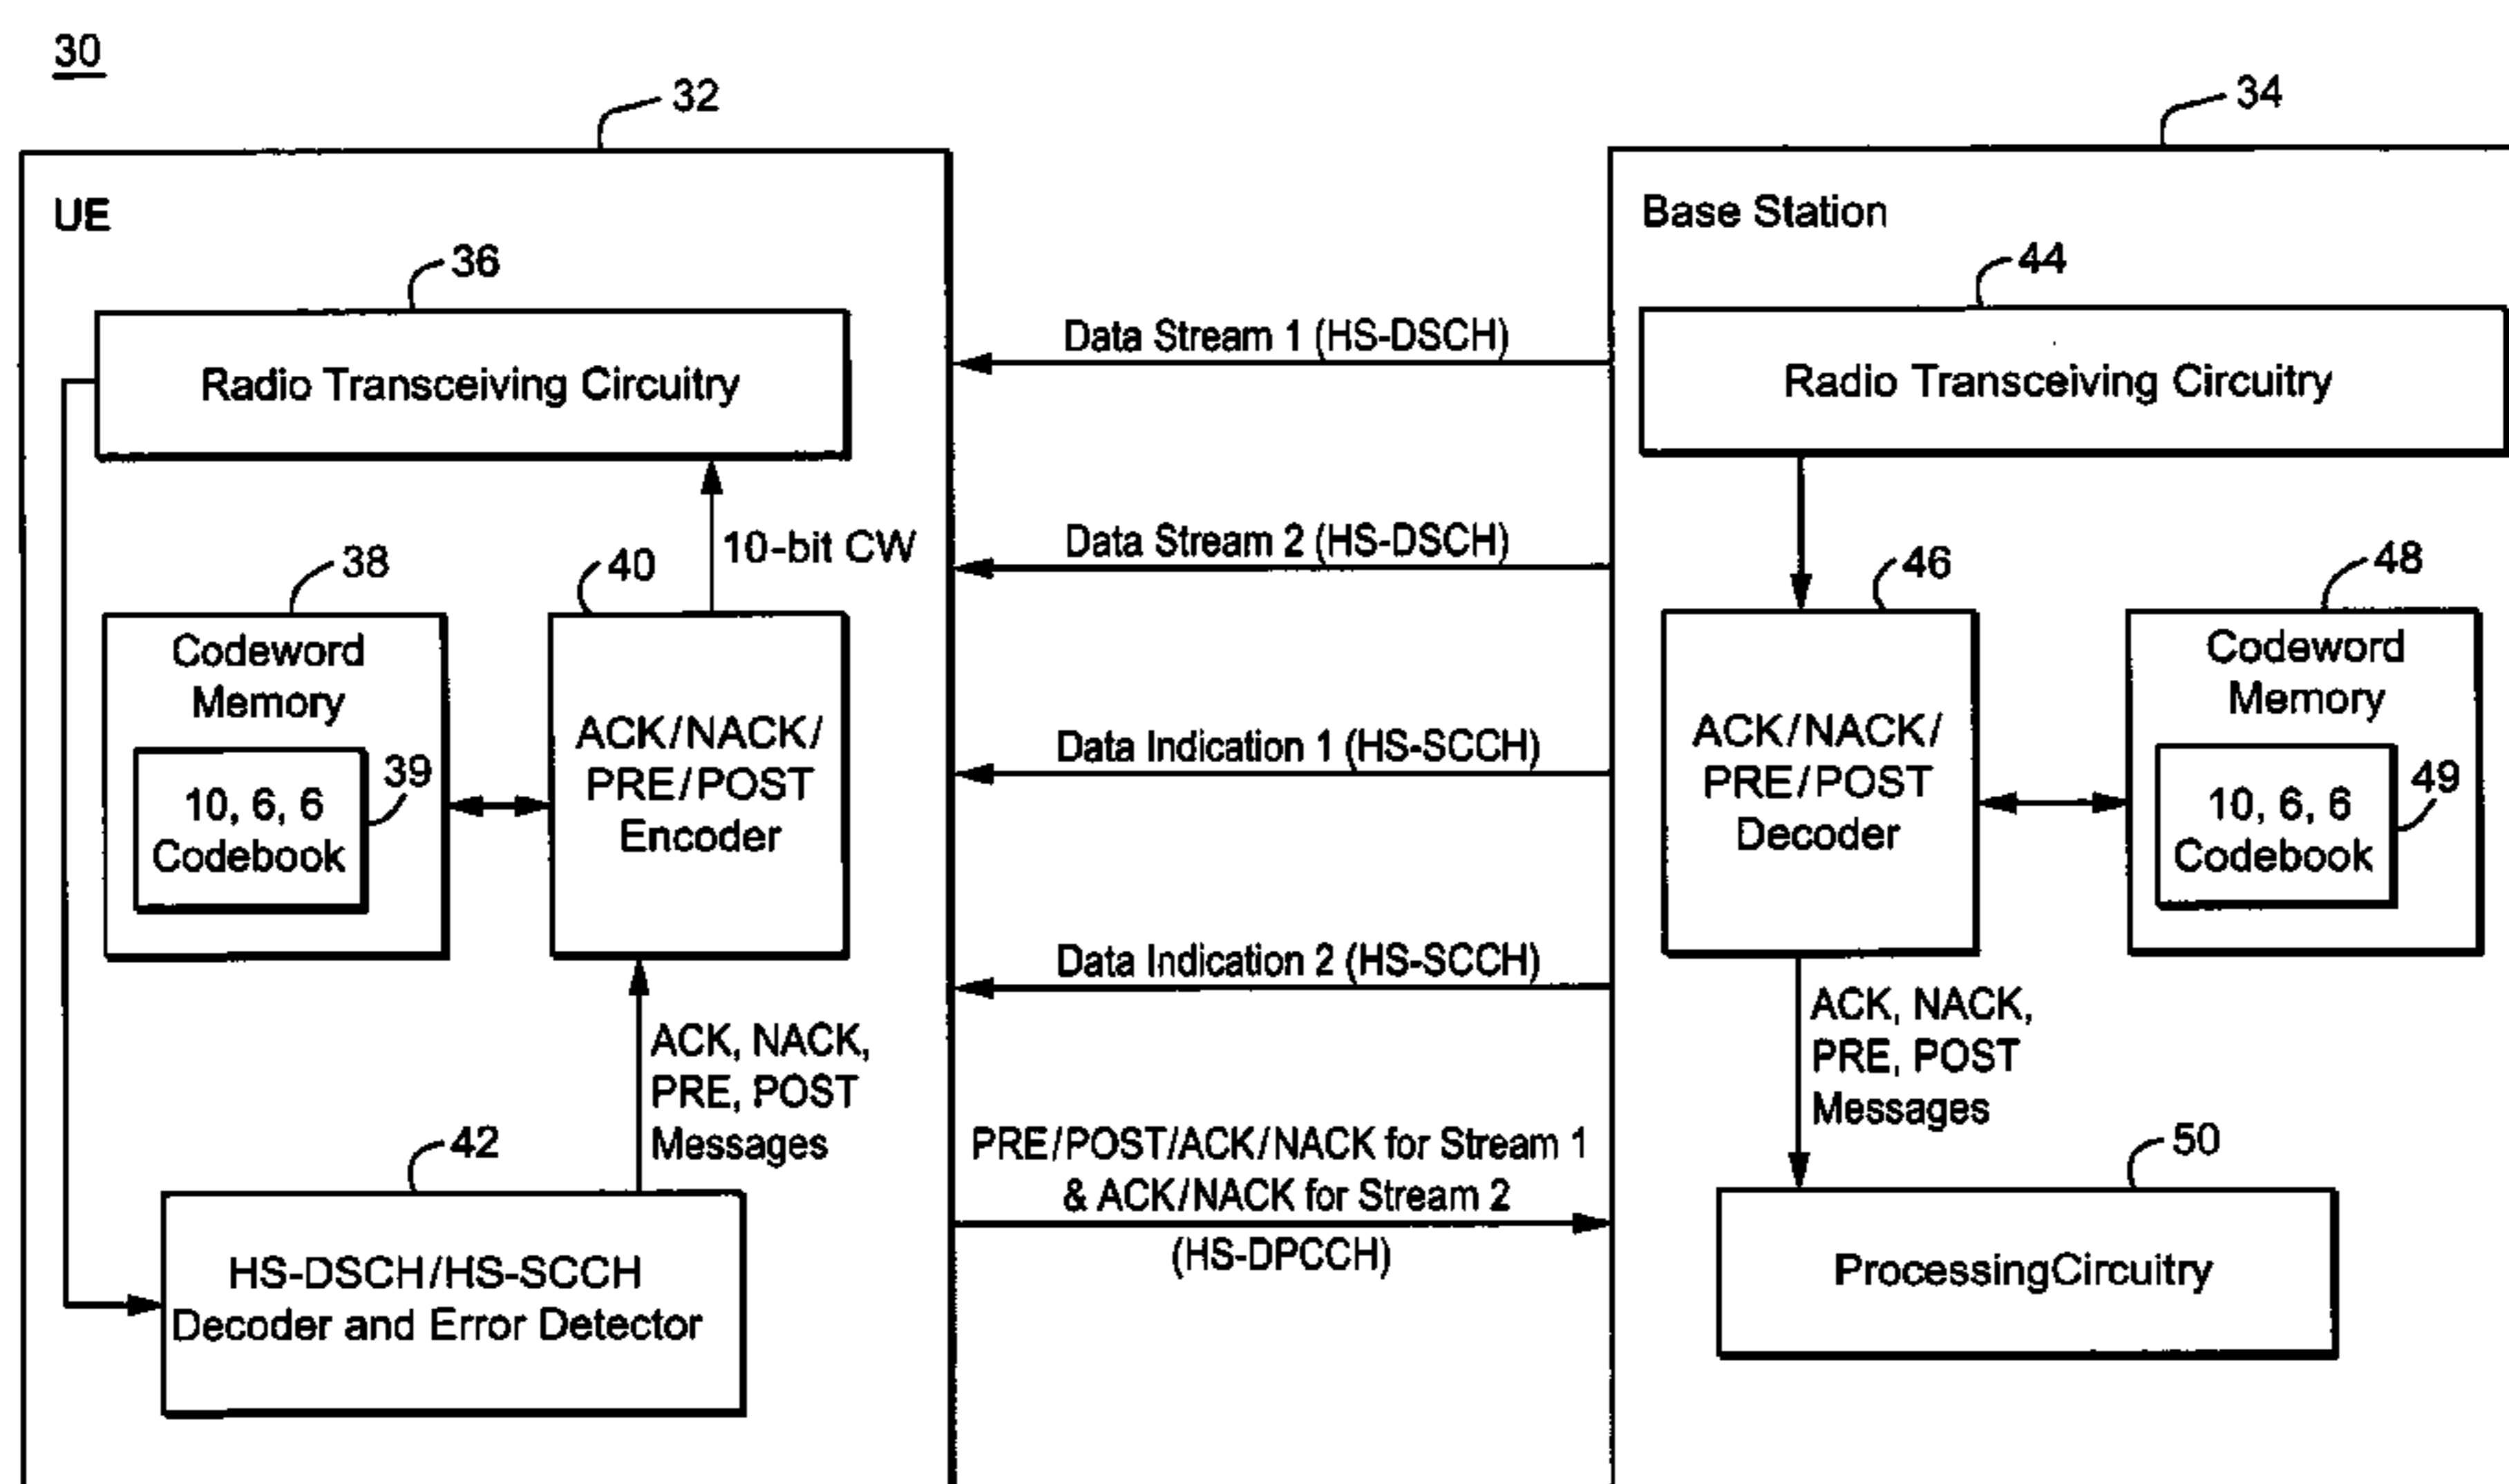 30
32
34
UE
Base Station
36
44
Radio Transceiving Circuitry
Radio Transceiving Circuitry
Data Stream 1 (HS-DSCH)
Data Stream 2 (HS-DSCH)
Data Indication 1 (HS-SCCH)
Data Indication 2 (HS-SCCH)
PRE/POST/ACK/NACK for Stream 1
& ACK/NACK for Stream 2
(HS-DPCCH)
10-bit CW
38
Codeword
Memory
39
10, 6, 6
Codebook
40
ACK/NACK/
PRE/POST
Encoder
ACK, NACK,
PRE, POST
Messages
42
HS-DSCH/HS-SCCH
Decoder and Error Detector
46
ACK/NACK/
PRE/POST
Decoder
48
Codeword
Memory
49
10, 6, 6
Codebook
ACK, NACK,
PRE, POST
Messages
50
ProcessingCircuitry